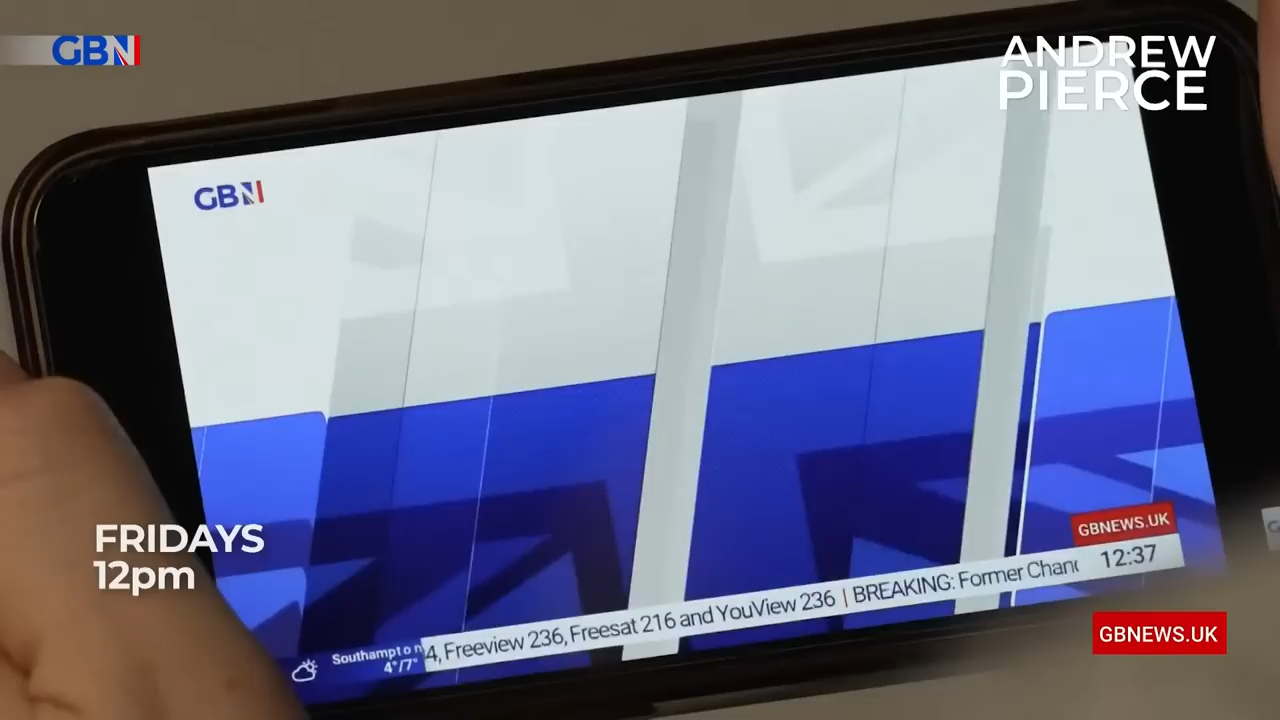 GBN
ANDREW
PIERCE
GBN
FRIDAYS
12pm
GBNEWS.UK
12:37
4, Freeview 236, Freesat 216 and YouView 236 | BREAKING: Former Chanc
Southampton
4°/7°
GBNEWS.UK